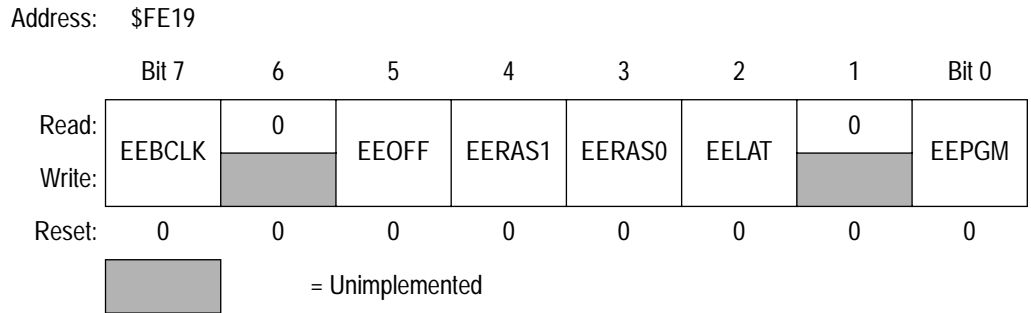 Address: $FE19
Bit 7 6 5 4 3 2 1 Bit 0
Read: EEBCLK 0 EEOFF EERAS1 EERAS0 EELAT 0 EEPGM
Write:
Reset: 0 0 0 0 0 0 0 0
= Unimplemented